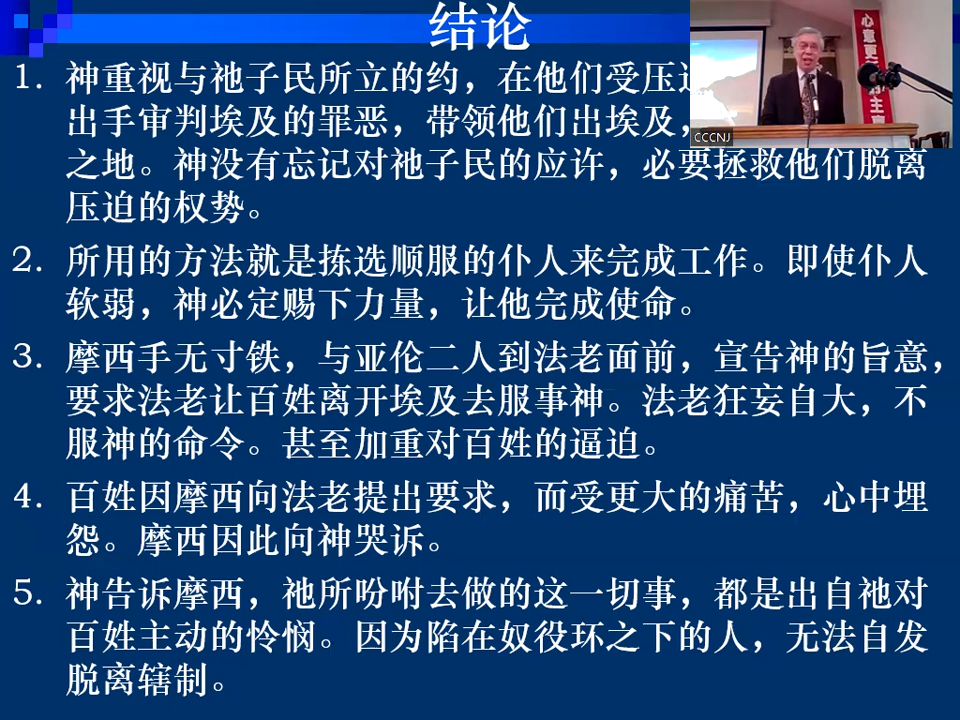 结论
1. 神重视与祂子民所立的约，在他们受压
出手审判埃及的罪恶，带领他们出埃及，
之地。神没有忘记对祂子民的应许，必要拯救他们脱离
压迫的权势。
2. 所用的方法就是拣选顺服的仆人来完成工作。即使仆人
软弱，神必定赐下力量，让他完成使命。
3. 摩西手无寸铁，与亚伦二人到法老面前，宣告神的旨意，
要求法老让百姓离开埃及去服事神。法老狂妄自大，不
服神的命令。甚至加重对百姓的逼迫。
4. 百姓因摩西向法老提出要求，而受更大的痛苦，心中埋
怨。摩西因此向神哭诉。
5. 神告诉摩西，祂所吩咐去做的这一切事，都是出自祂对
百姓主动的怜悯。因为陷在奴役环之下的人，无法自发
脱离辖制。
心意更
主
CCCNJ